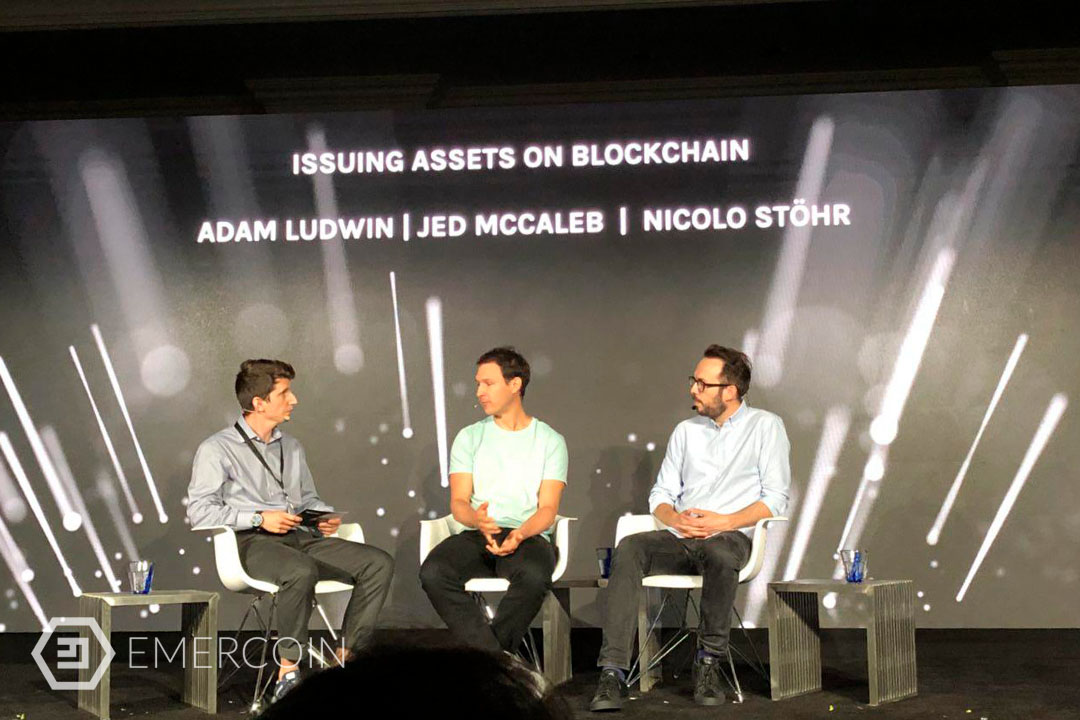 ISSUING ASSETS ON BLOCKCHAIN
ADAM LUDWIN | JED MCCALEB | NICOLO STÖHR
EMERCOIN